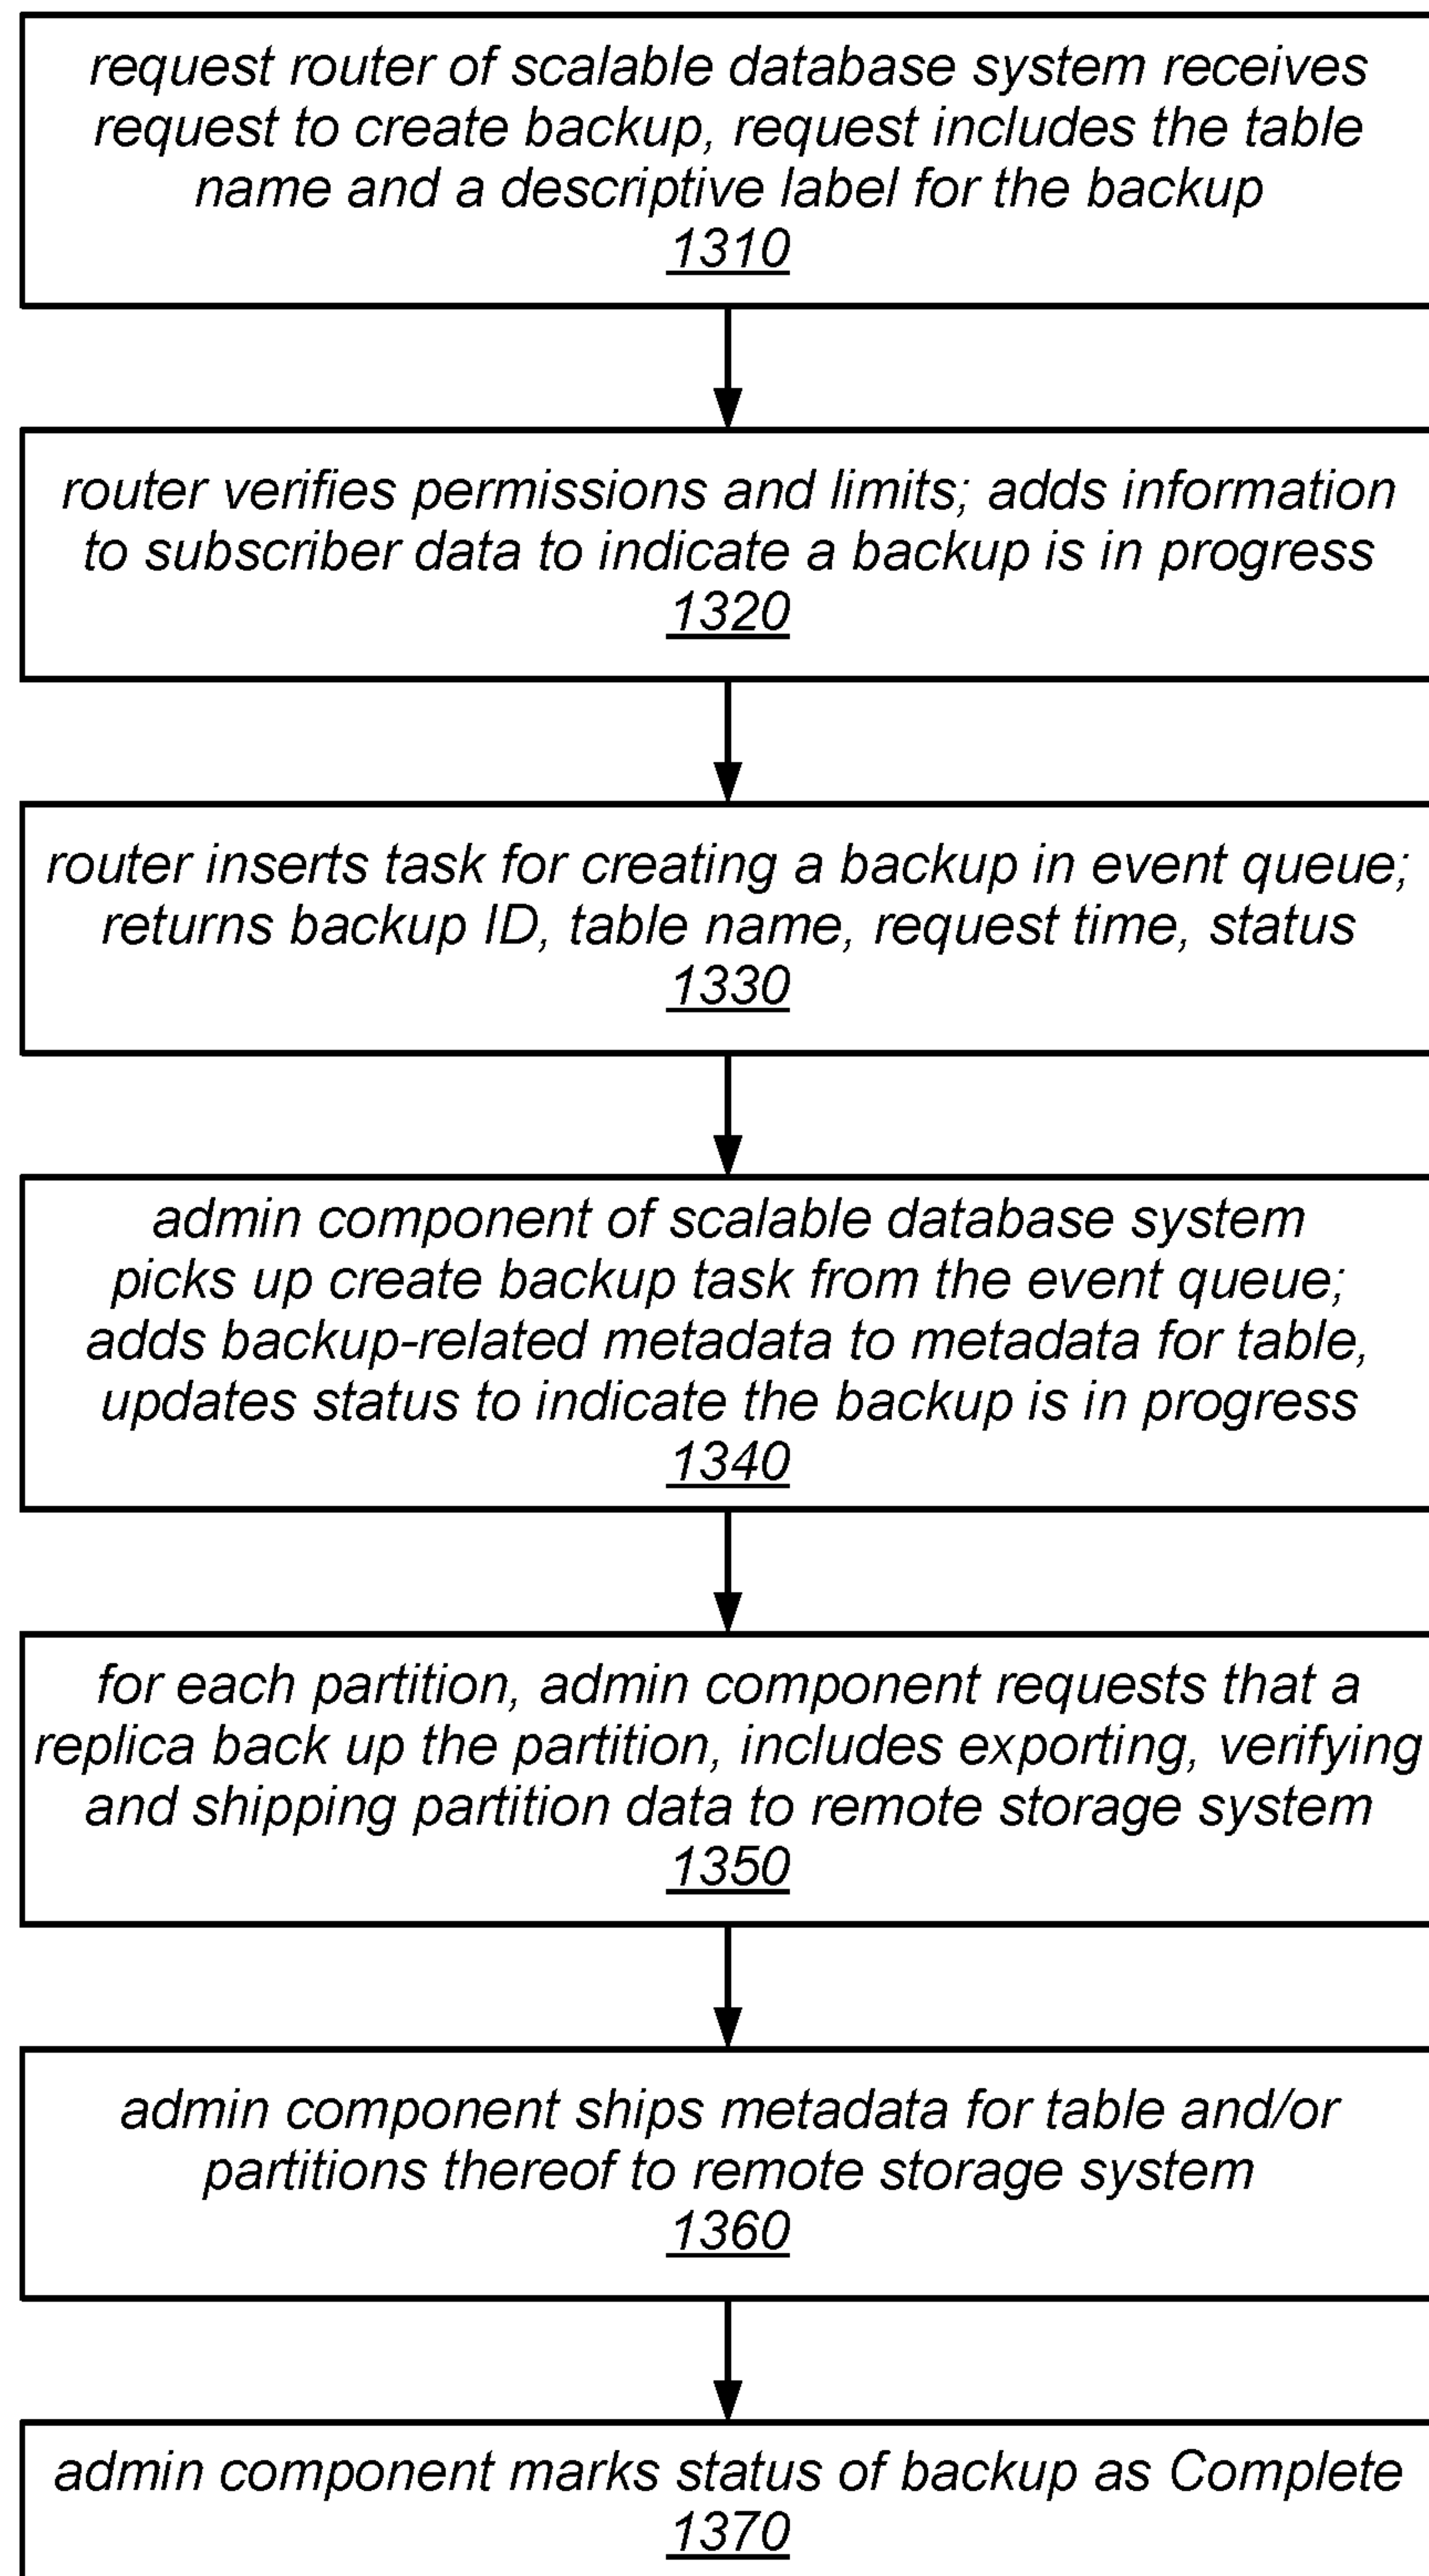 request router of scalable database system receives
request to create backup, request includes the table
name and a descriptive label for the backup
1310
router verifies permissions and limits; adds information
to subscriber data to indicate a backup is in progress
1320
router inserts task for creating a backup in event queue;
returns backup ID, table name, request time, status
1330
admin component of scalable database system
picks up create backup task from the event queue;
adds backup-related metadata to metadata for table,
updates status to indicate the backup is in progress
1340
for each partition, admin component requests that a
replica back up the partition, includes exporting, verifying
and shipping partition data to remote storage system
1350
admin component ships metadata for table and/or
partitions thereof to remote storage system
1360
admin component marks status of backup as Complete
1370